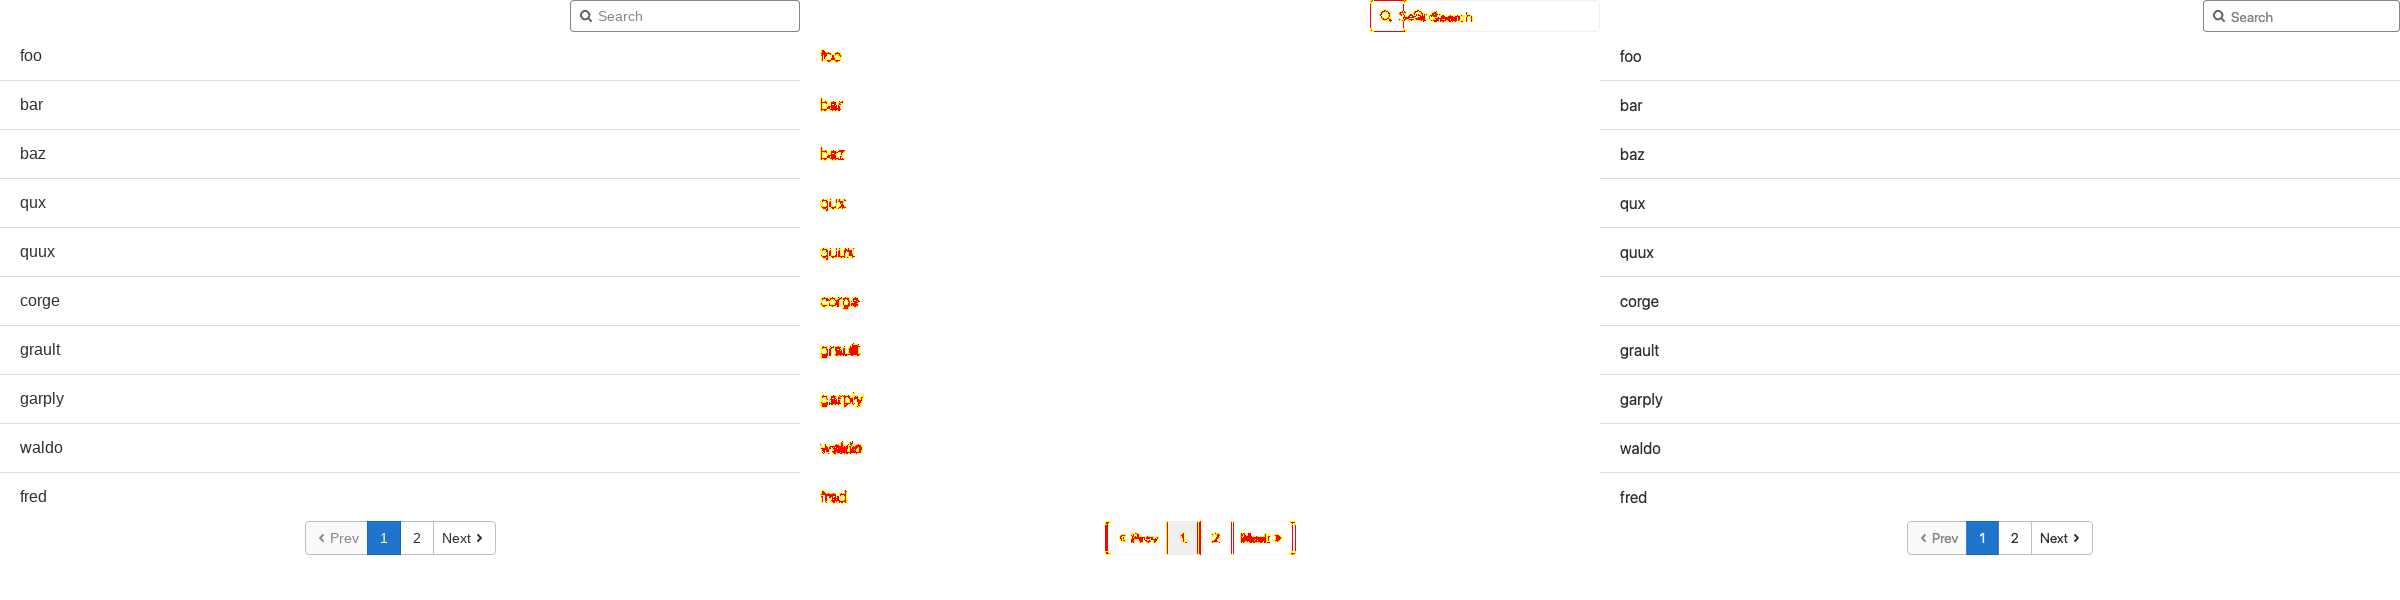 Search
foo
bar
baz
qux
quux
corge
grault
garply
waldo
fred
Prev 1 2 Next
Search
foo
bar
baz
qux
quux
corge
grault
garply
waldo
fred
Prev 1 2 Next
Search
foo
bar
baz
qux
quux
corge
grault
garply
waldo
fred
Prev 1 2 Next